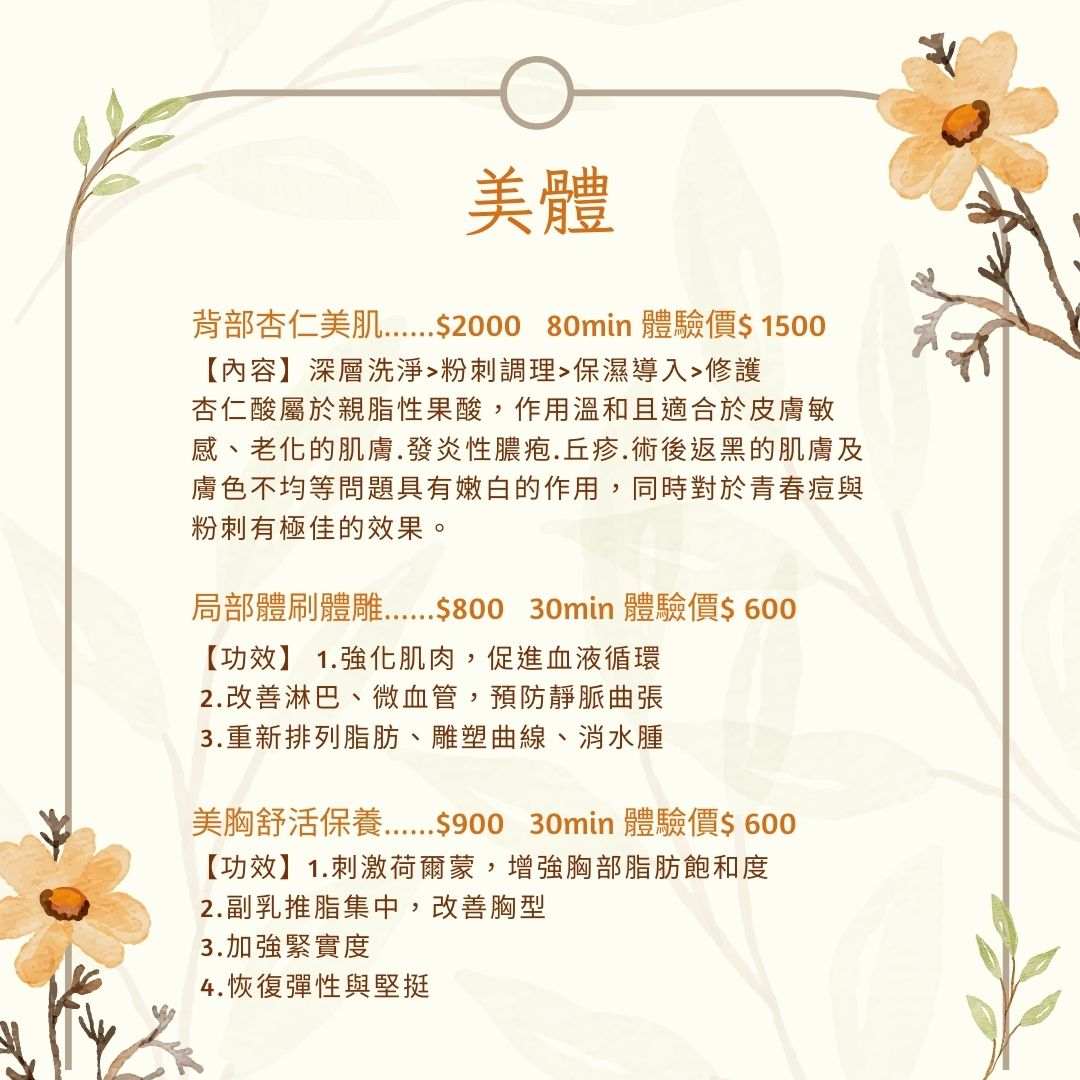 美體
背部杏仁美肌......$2000 80min 體驗價$ 1500
【內容】深層洗淨>粉刺調理>保濕導入>修護
杏仁酸屬於親脂性果酸，作用溫和且適合於皮膚敏
感、老化的肌膚.發炎性膿疱.丘疹.術後返黑的肌膚及
膚色不均等問題具有嫩白的作用，同時對於青春痘與
粉刺有極佳的效果。
局部體刷體雕......$800 30min 體驗價$ 600
【功效】 1.強化肌肉，促進血液循環
2.改善淋巴、微血管，預防靜脈曲張
3.重新排列脂肪、雕塑曲線、消水腫
美胸舒活保養......$900 30min 體驗價$ 600
【功效】1.刺激荷爾蒙，增強胸部脂肪飽和度
2.副乳推脂集中，改善胸型
3.加強緊實度
4.恢復彈性與堅挺